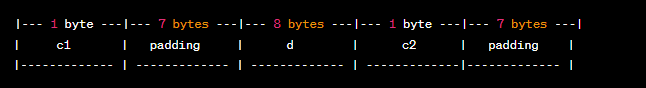 |--- 1 byte ---|--- 7 bytes ---|--- 8 bytes ---|--- 1 byte ---|--- 7 bytes ---|
| c1 | padding | d | c2 | padding |
|------------- | ------------- | ------------- | -------------|------------- |